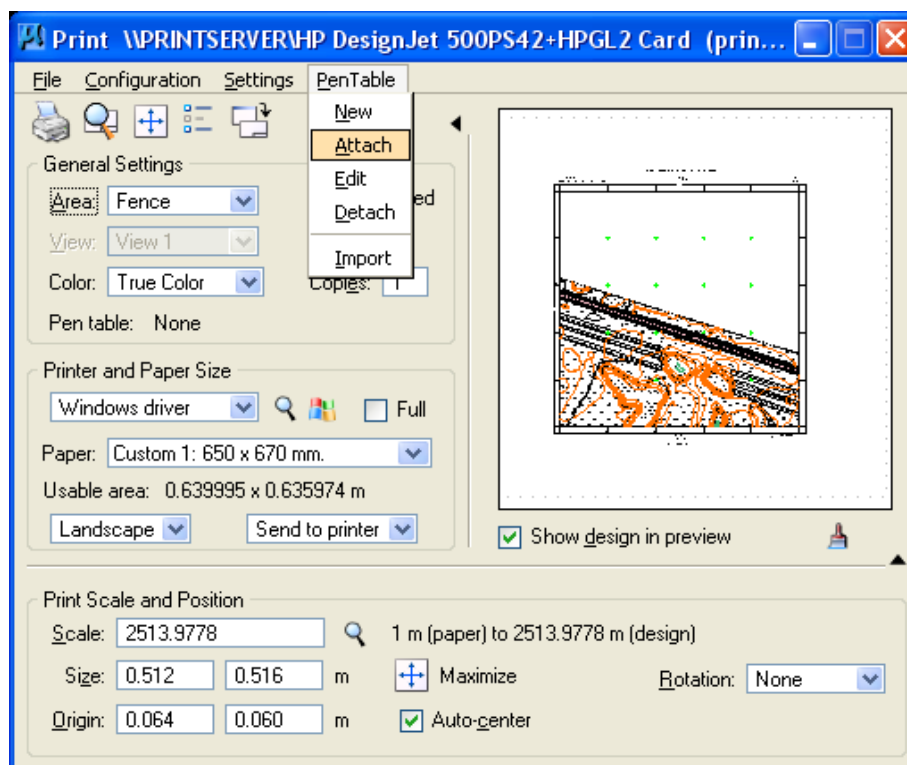 Print \\PRINTSERVER\HP DesignJet 500PS42+HPGL2 Card (prin...
File Configuration Settings PenTable
New
Attach
Edit
Detach
Import
General Settings
Area: Fence ed
View: View 1
Color: True Color Copies: 1
Pen table: None
Printer and Paper Size
Windows driver Full
Paper: Custom 1: 650 x 670 mm.
Usable area: 0.639995 x 0.635974 m
Landscape Send to printer
Show design in preview
Print Scale and Position
Scale: 2513.9778 1 m (paper) to 2513.9778 m (design)
Size: 0.512 0.516 m Maximize Rotation: None
Origin: 0.064 0.060 m Auto-center